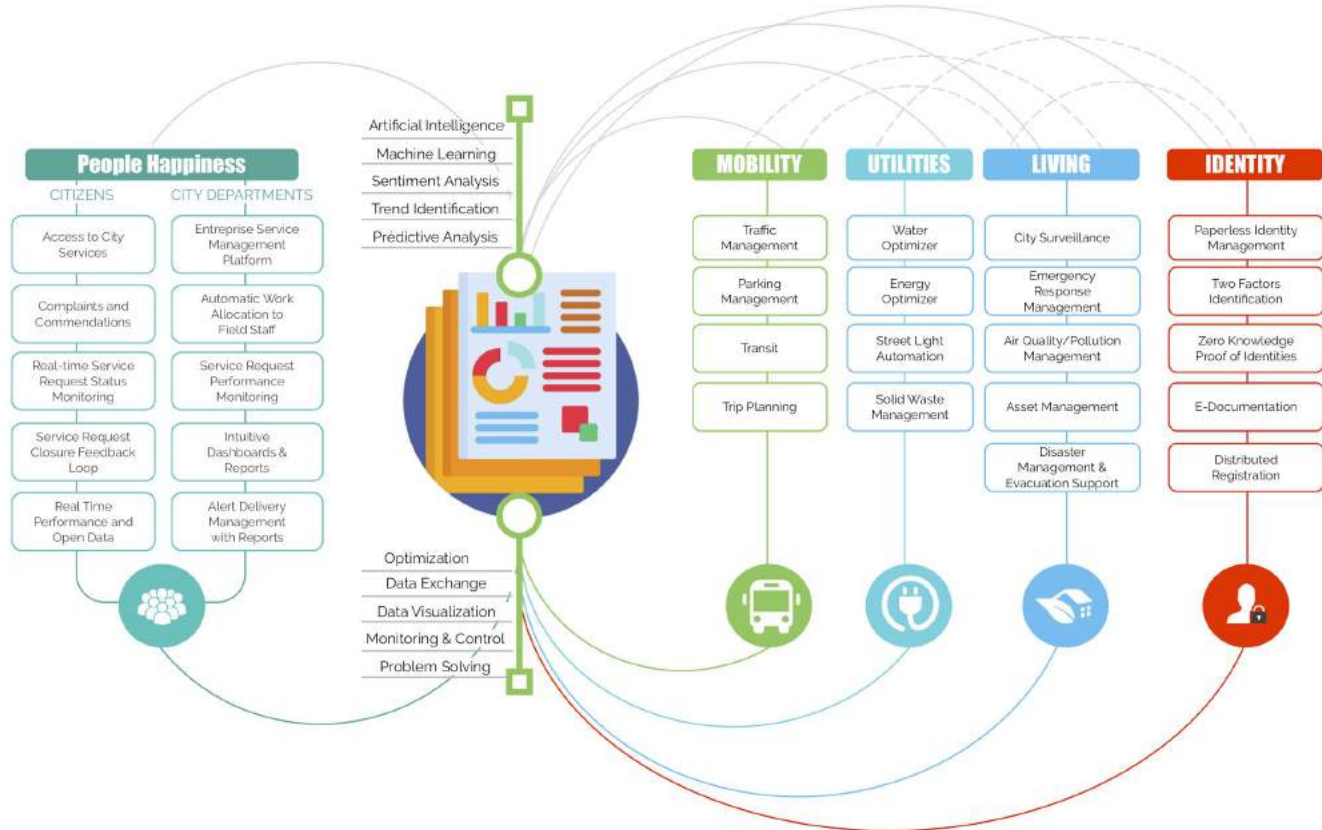 Artificial Intelligence
Machine Learning
Sentiment Analysis
Trend Identification
Prédictive Analysis
People Happiness
CITIZENS
Access to City
Services
Complaints and
Commendations
Real-time Service
Request Status
Monitoring
Service Request
Closure Feedback
Loop
Real Time
Performance and
Open Data
CITY DEPARTMENTS
Entreprise Service
Management
Platform
Automatic Work
Allocation to
Field Staff
Service Request
Performance
Monitoring
Intuitive
Dashboards &
Reports
Alert Delivery
Management
with Reports
Optimization
Data Exchange
Data Visualization
Monitoring & Control
Problem Solving
MOBILITY
Traffic
Management
Parking
Management
Transit
Trip Planning
UTILITIES
Water
Optimizer
Energy
Optimizer
Street Light
Automation
Solid Waste
Management
LIVING
City Surveillance
Emergency
Response
Management
Air Quality/Pollution
Management
Asset Management
Disaster
Management &
Evacuation Support
IDENTITY
Paperless Identity
Management
Two Factors
Identification
Zero Knowledge
Proof of Identities
E-Documentation
Distributed
Registration